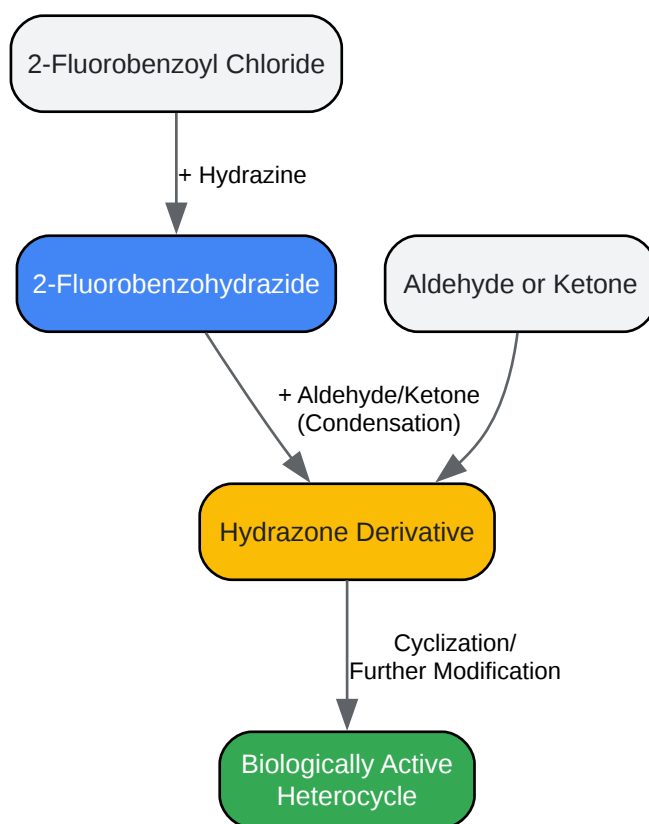 2-Fluorobenzoyl Chloride
+ Hydrazine
2-Fluorobenzohydrazide
Aldehyde or Ketone
+ Aldehyde/Ketone
(Condensation)
Hydrazone Derivative
Cyclization/
Further Modification
Biologically Active
Heterocycle